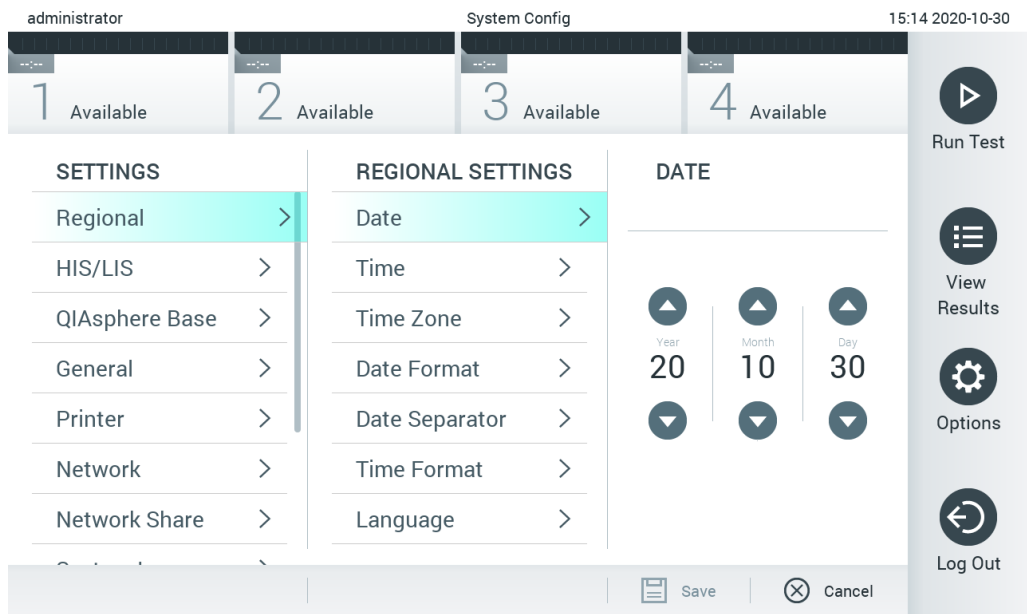 administrator System Config 15:14 2020-10-30
--:-- --:-- --:-- --:--
1 Available 2 Available 3 Available 4 Available
Run Test
SETTINGS REGIONAL SETTINGS DATE
Regional Date
HIS/LIS Time
View
Results
QIAsphere Base Time Zone
Year Month Day
20 10 30
General Date Format
Printer Date Separator
Options
Network Time Format
Network Share Language
Log Out
Save Cancel